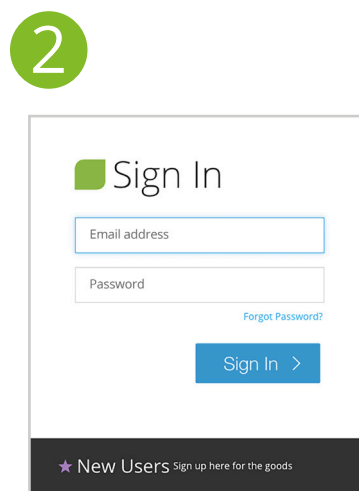 2
Sign In
Email address
Password
Forgot Password?
Sign In >
New Users Sign up here for the goods